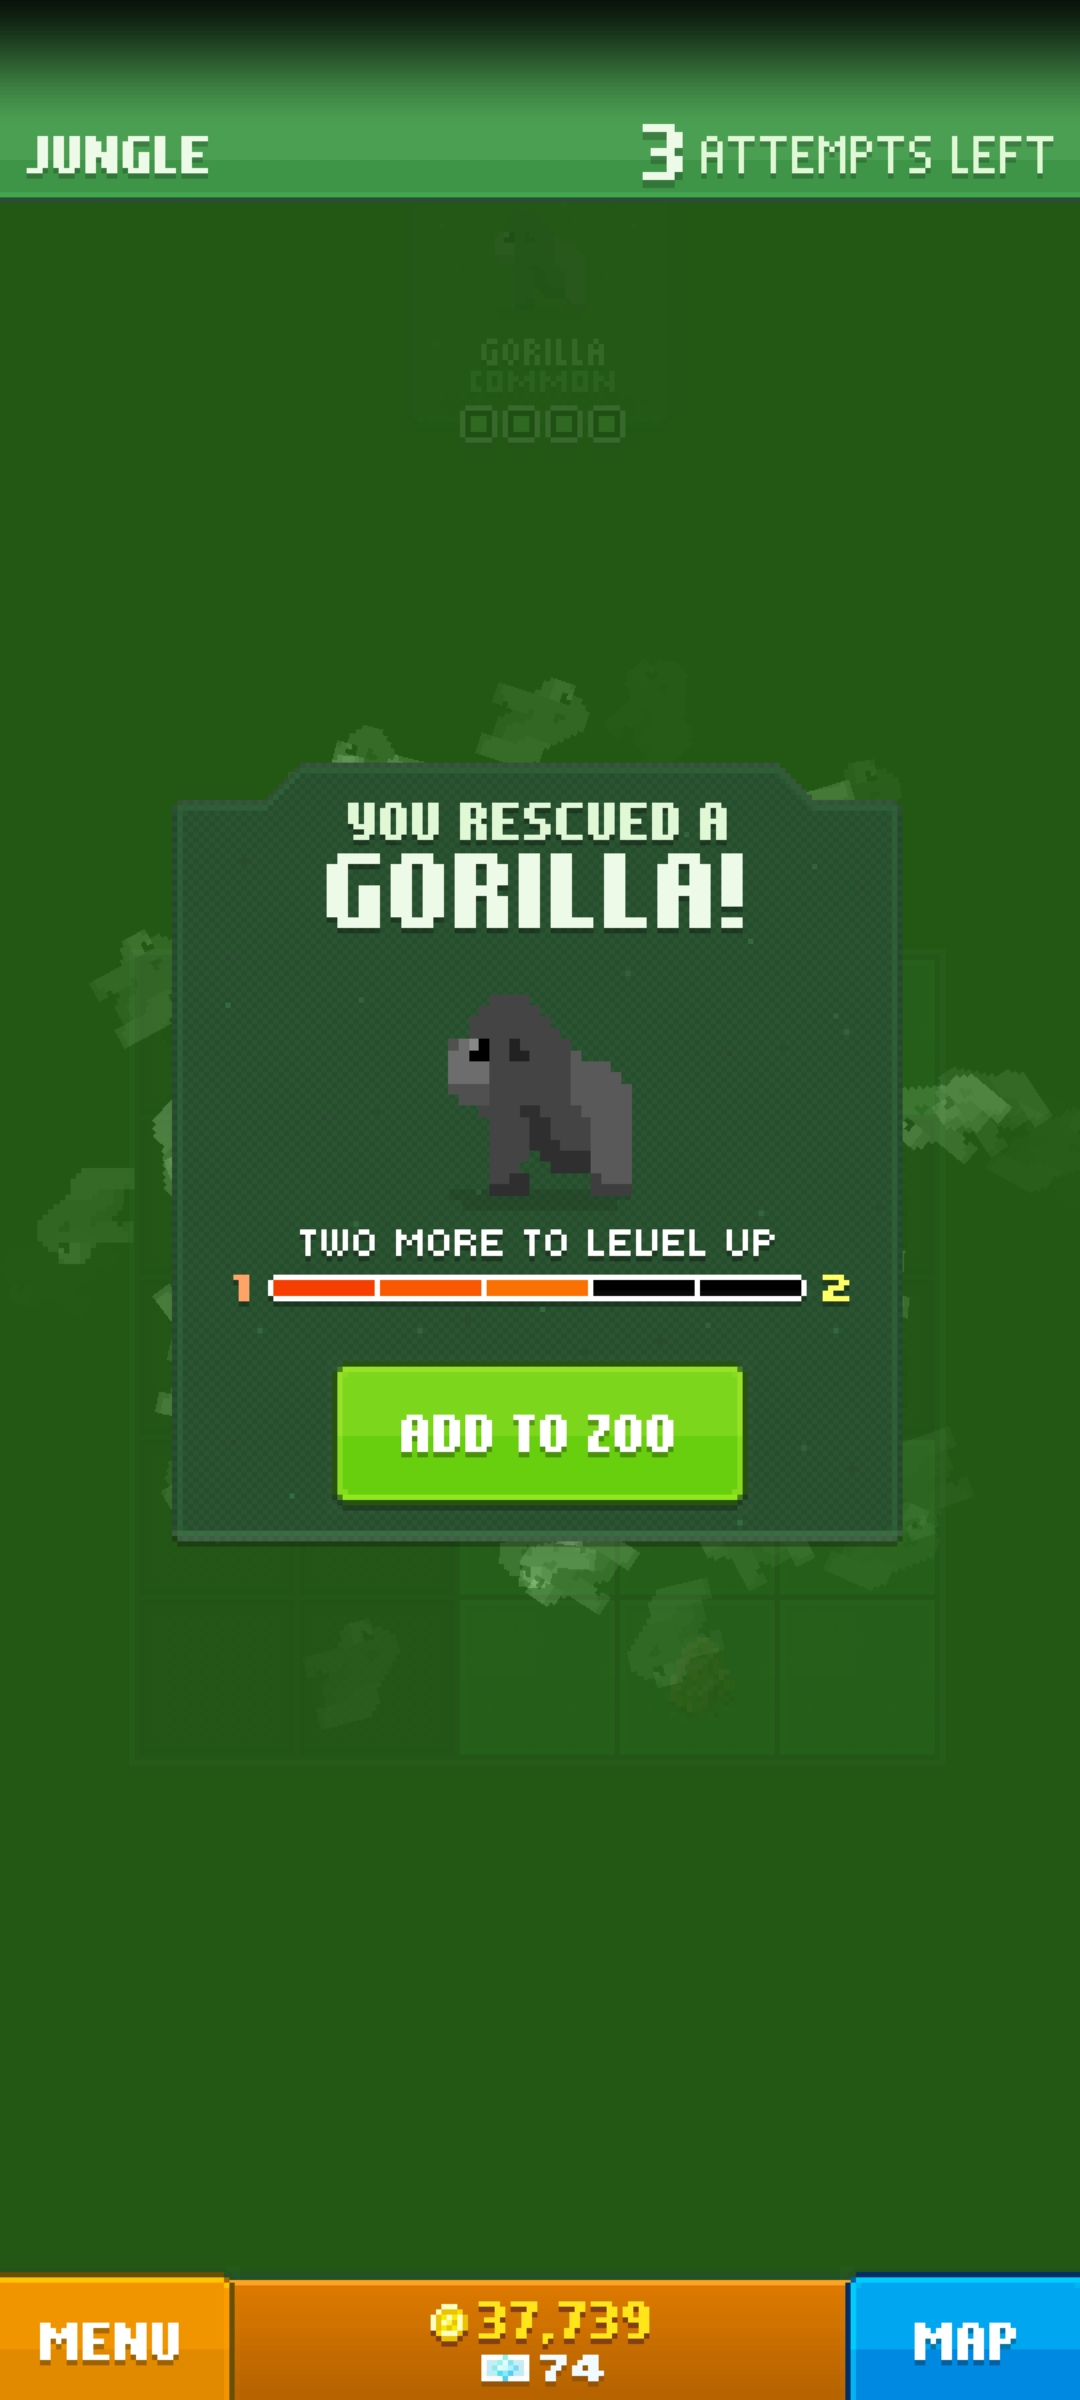 JUNGLE
3 ATTEMPTS LEFT
GORILLA
COMMON
YOU RESCUED A
GORILLA!
TWO MORE TO LEVEL UP
1 2
ADD TO ZOO
MENU
37,739
74
MAP